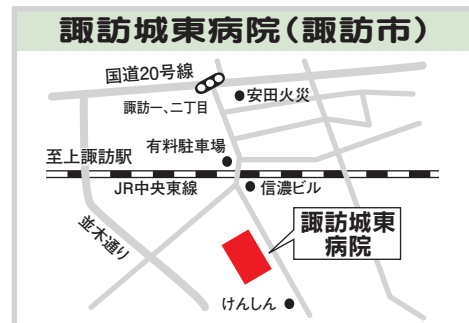 諏訪城東病院(諏訪市)
国道20号線
安田火災
諏訪一、二丁目
有料駐車場
至上諏訪駅
JR中央東線
信濃ビル
並木通り
諏訪城東
病院
けんしん